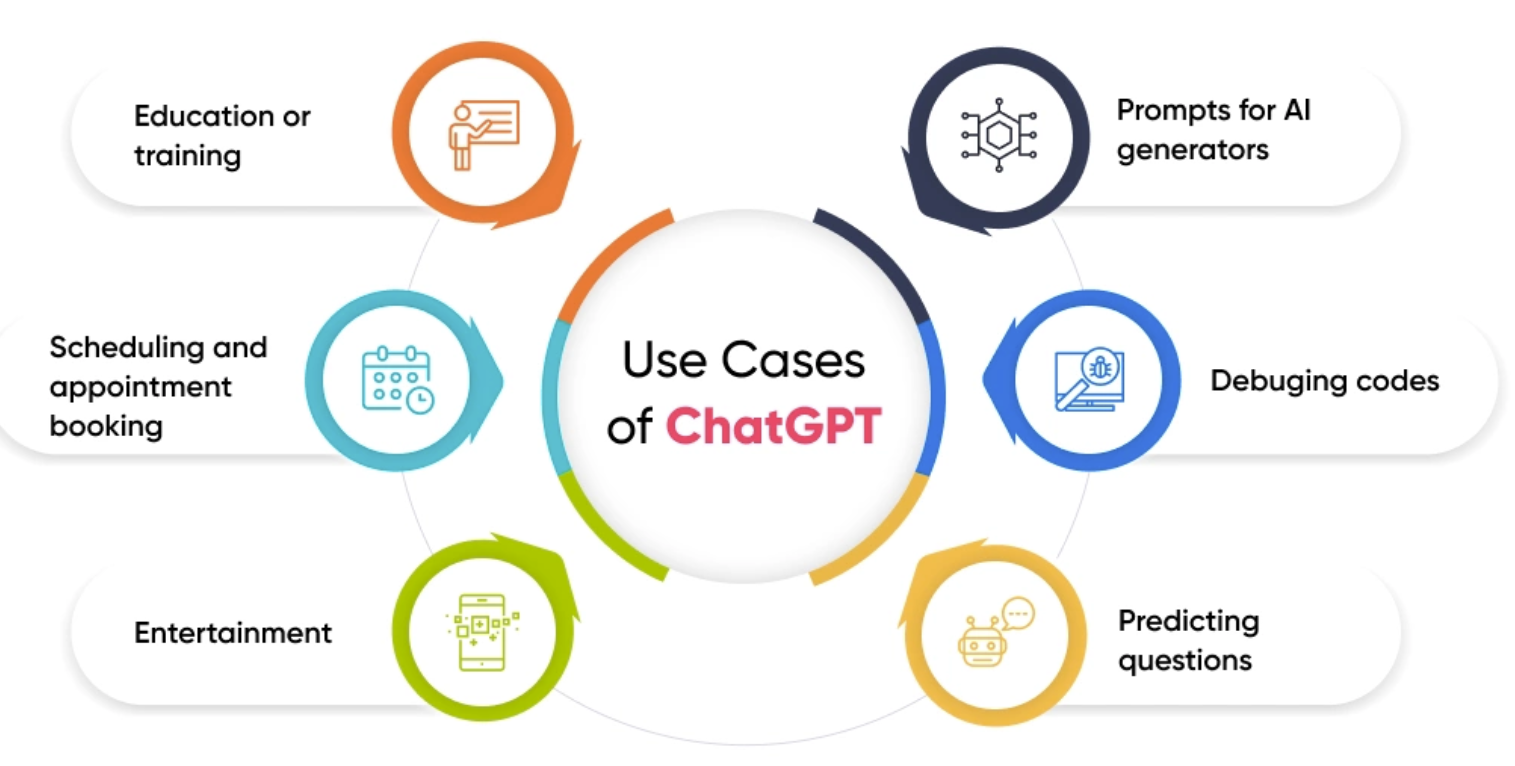 Education or
training
Scheduling and
appointment
booking
Entertainment
Use Cases
of ChatGPT
Prompts for AI
generators
Debuging codes
Predicting
questions